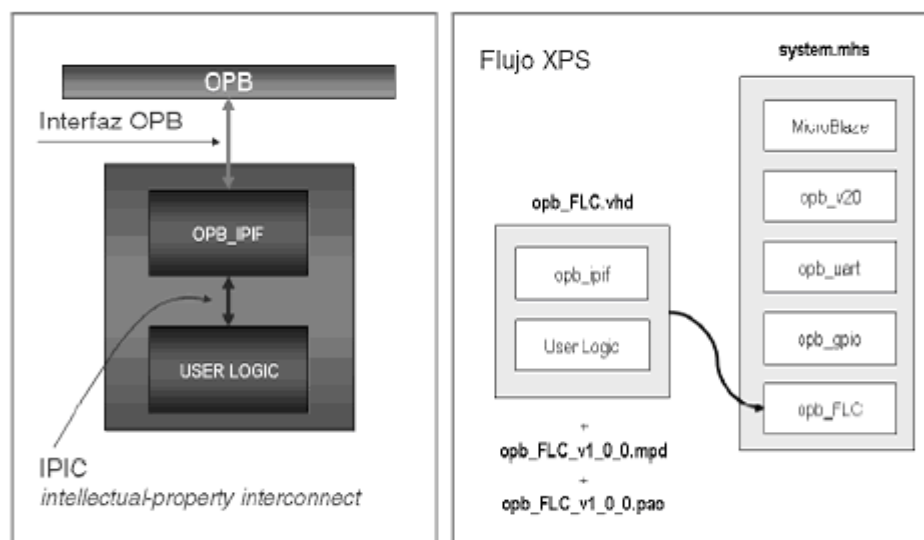 OPB
Interfaz OPB
OPB_IPIF
USER LOGIC
IPIC
intellectual-property interconnect
Flujo XPS
system.mhs
MicroBlaze
opb_v20
opb_uart
opb_gpio
opb_FLC
opb_FLC.vhd
opb_ipif
User Logic
+
opb_FLC_v1_0_0.mpd
+
opb_FLC_v1_0_0.pao